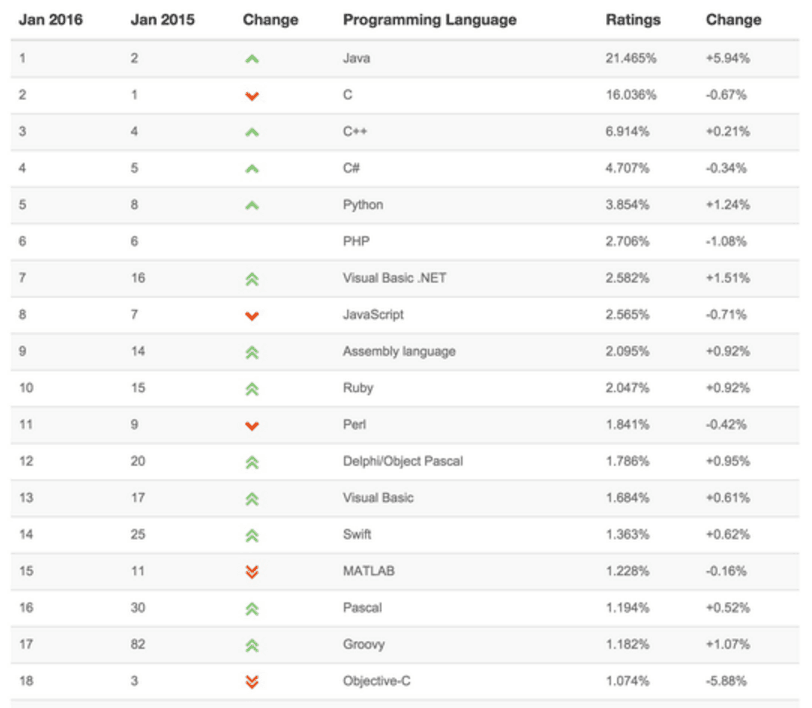 Jan 2016 Jan 2015 Change Programming Language Ratings Change
1 2 Java 21.465% +5.94%
2 1 C 16.036% -0.67%
3 4 C++ 6.914% +0.21%
4 5 C# 4.707% -0.34%
5 8 Python 3.854% +1.24%
6 6 PHP 2.706% -1.08%
7 16 Visual Basic .NET 2.582% +1.51%
8 7 JavaScript 2.565% -0.71%
9 14 Assembly language 2.095% +0.92%
10 15 Ruby 2.047% +0.92%
11 9 Perl 1.841% -0.42%
12 20 Delphi/Object Pascal 1.786% +0.95%
13 17 Visual Basic 1.684% +0.61%
14 25 Swift 1.363% +0.62%
15 11 MATLAB 1.228% -0.16%
16 30 Pascal 1.194% +0.52%
17 82 Groovy 1.182% +1.07%
18 3 Objective-C 1.074% -5.88%